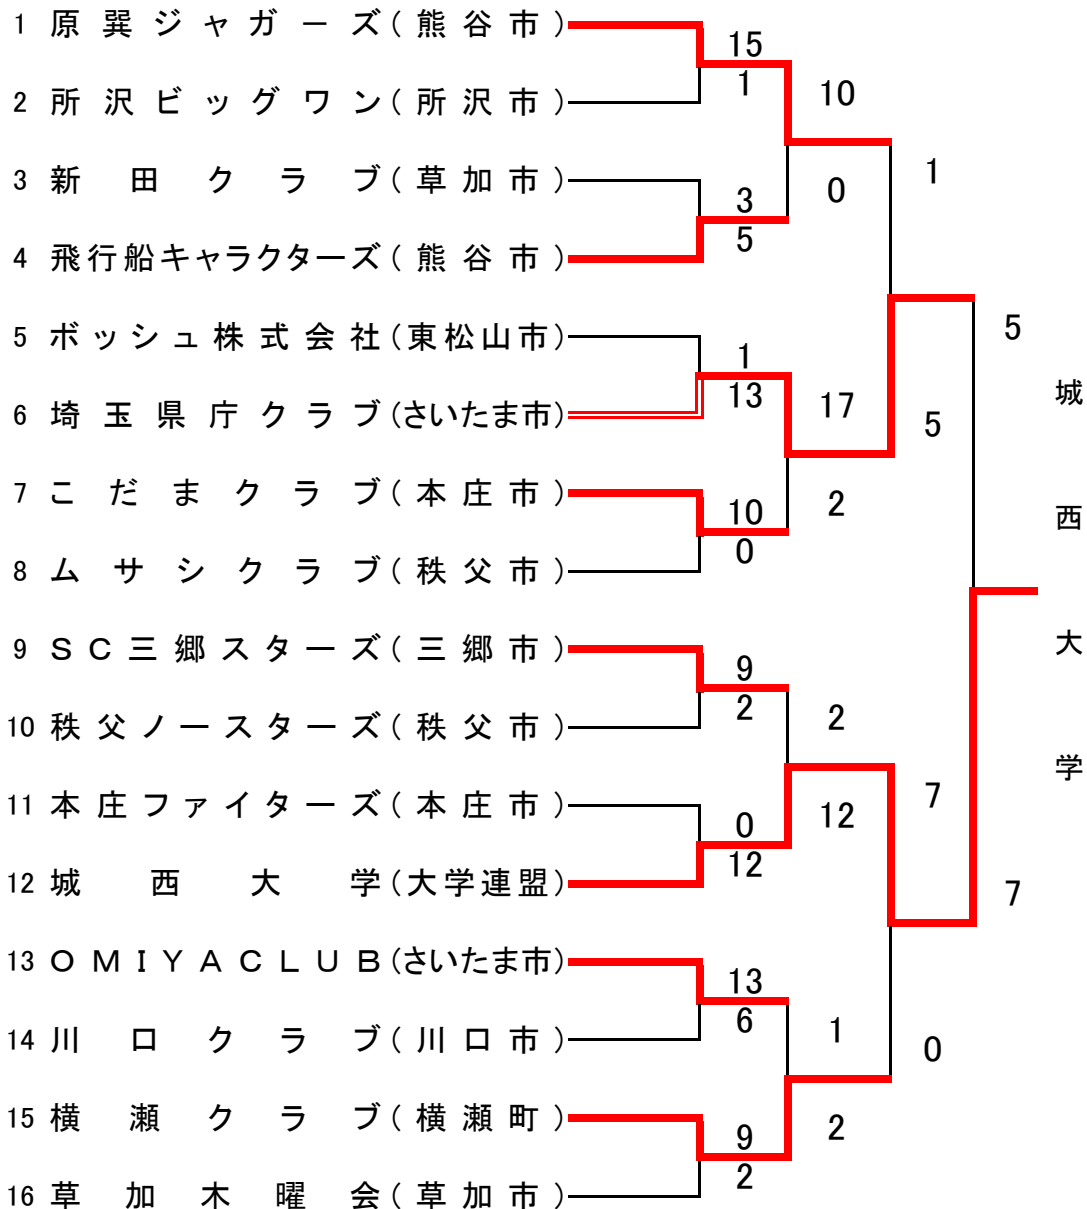 1 原巽ジャガーズ(熊谷市)
15
1
2 所沢ビッグワン(所沢市)
10
3 新田クラブ(草加市)
1
0
3
5
4 飛行船キャラクターズ(熊谷市)
5 ボッシュ株式会社(東松山市)
5
1
13
6 埼玉県庁クラブ(さいたま市)
17
5
7 こだまクラブ(本庄市)
10
0
2
8 ムサシクラブ(秩父市)
9 SC三郷スターズ(三郷市)
9
2
10 秩父ノースターズ(秩父市)
2
11 本庄ファイターズ(本庄市)
7
12
0
12
12 城西大学(大学連盟)
7
13 OMIYACLUB(さいたま市)
13
6
14 川口クラブ(川口市)
1
0
15 横瀬クラブ(横瀬町)
2
9
2
16 草加木曜会(草加市)
城西大学